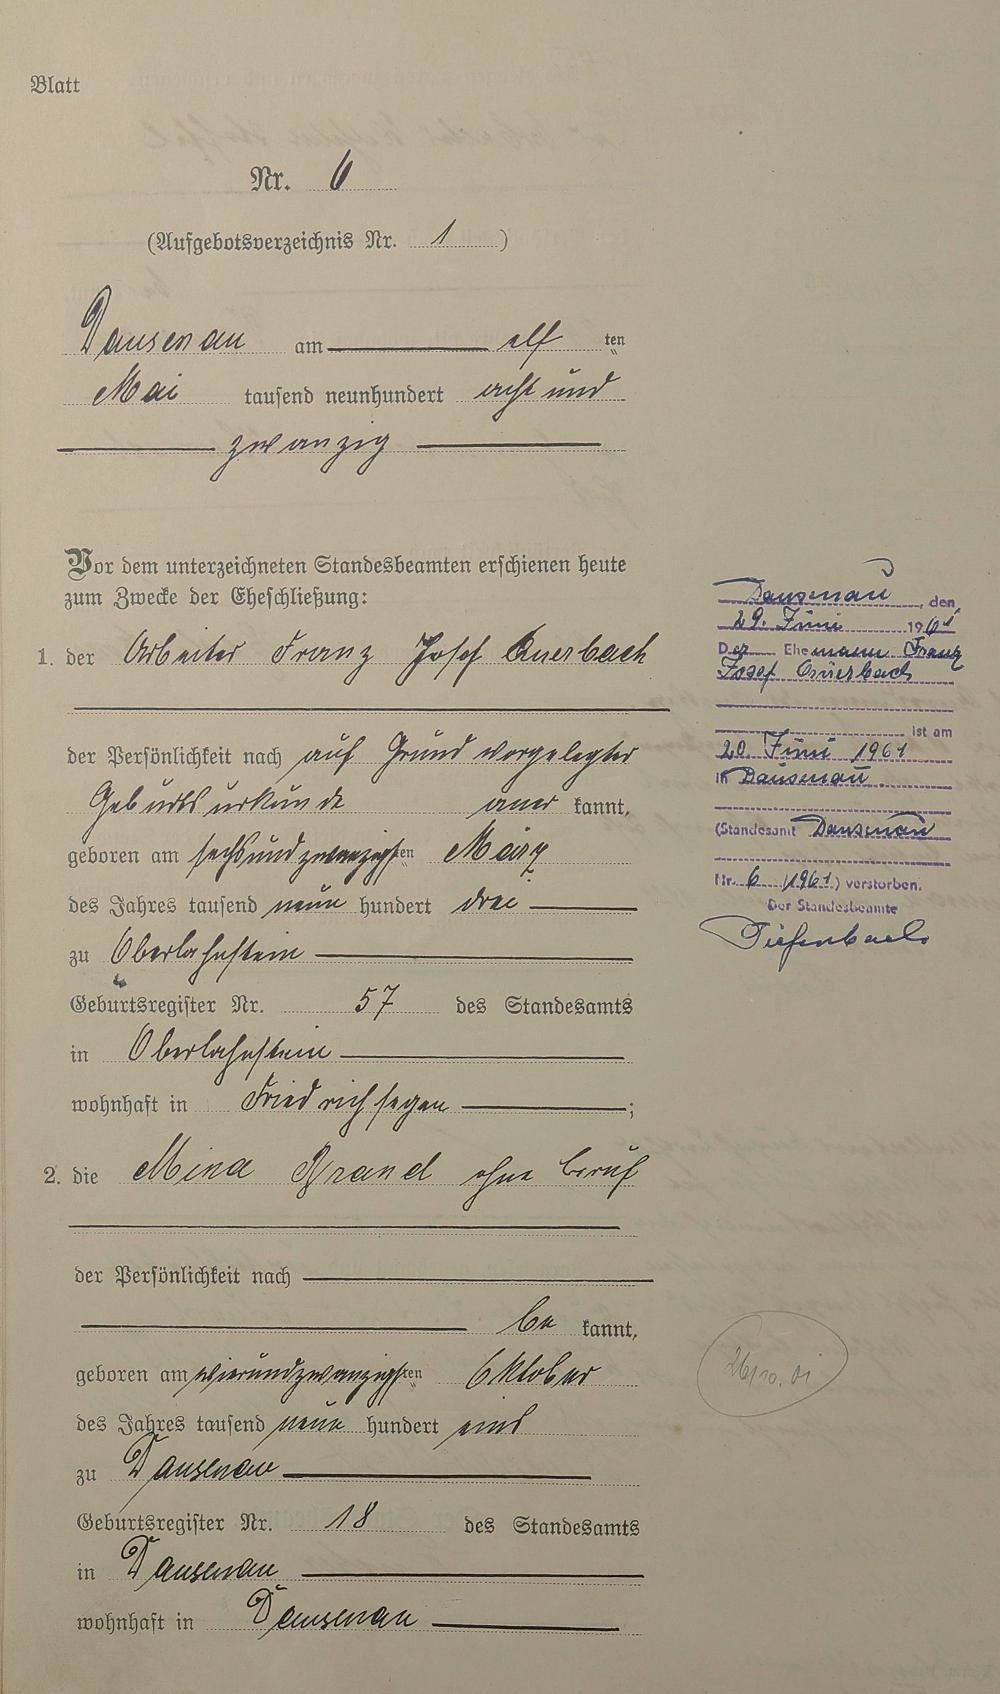 Blatt
Nr. 6
(Aufgebotsverzeichnis Nr. 1 )
Dausenau am elf ten
Mai tausend neunhundert acht und
zwanzig
Vor dem unterzeichneten Standesbeamten erschienen heute
zum Zwecke der Eheschließung:
1. der Arbeiter Franz Josef Auerbach
der Persönlichkeit nach auf Grund vorgelegter
Geburtsurkunde aner kannt,
geboren am sechsundzwanzigsten März
des Jahres tausend neun hundert drei
zu Oberlahnstein
Geburtsregister Nr. 57 des Standesamts
in Oberlahnstein
wohnhaft in Friedrichssegen ;
2. die Mina Brand ohne Beruf
der Persönlichkeit nach
be kannt,
geboren am vierundzwanzigsten Oktober
des Jahres tausend neun hundert eins
zu Dausenau
Geburtsregister Nr. 18 des Standesamts
in Dausenau
wohnhaft in Dausenau
Dausenau, den
29. Juni 1961
Der Ehemann Franz
Josef Auerbach
ist am
20. Juni 1961
in Dausenau
(Standesamt Dausenau
Nr. 6 /1961) verstorben.
Der Standesbeamte
Tiefenbach